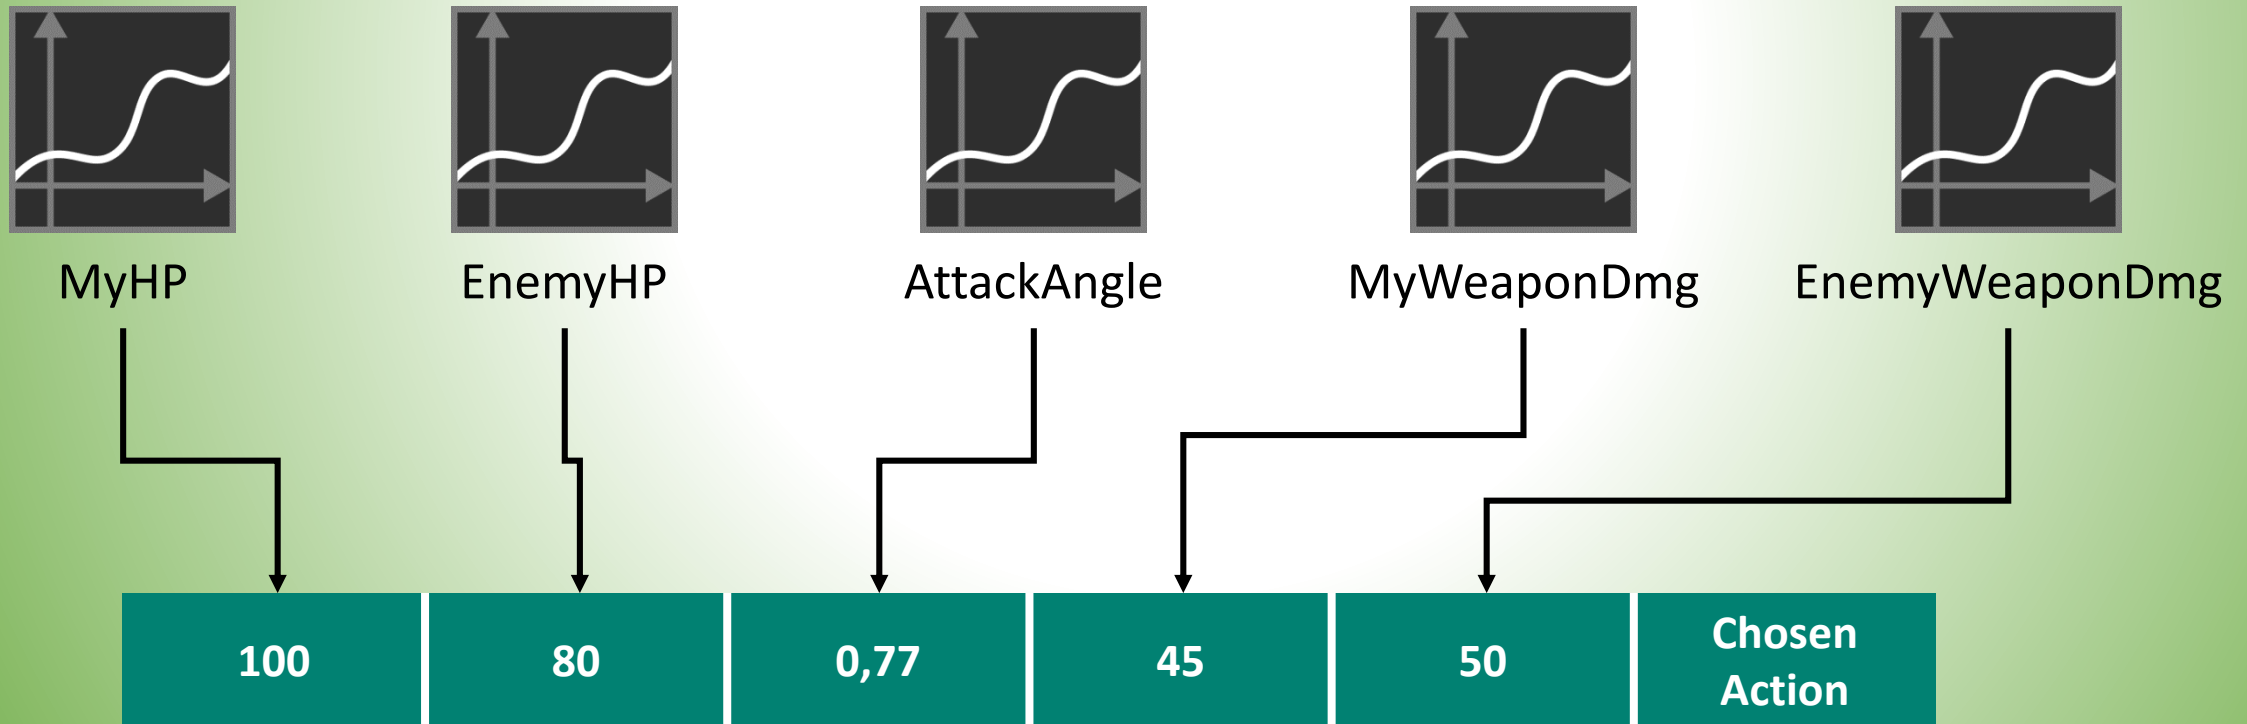 MyHP
EnemyHP
AttackAngle
MyWeaponDmg
EnemyWeaponDmg
100
80
0,77
45
50
Chosen
Action